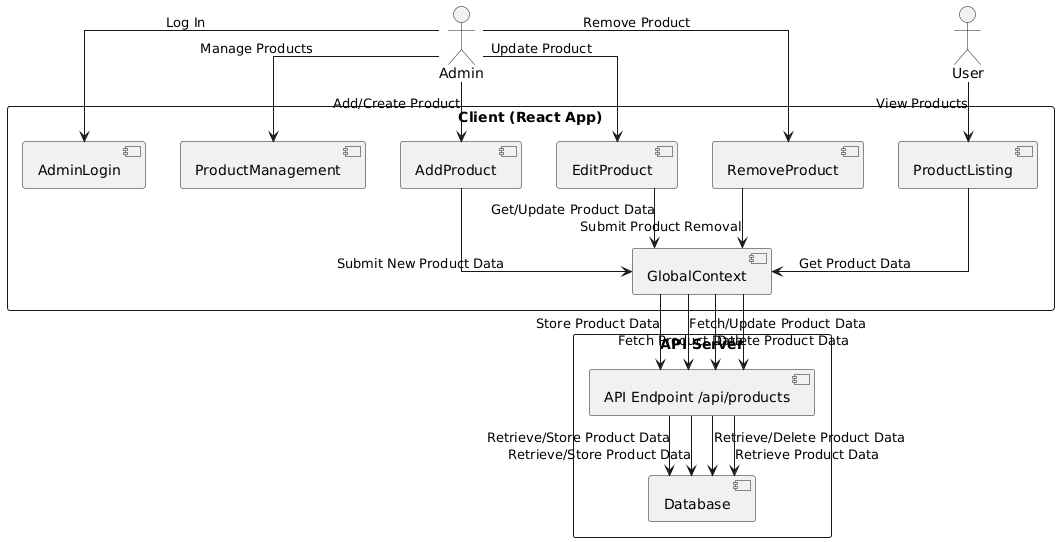 Log In
Remove Product
Manage Products
Update Product
Admin
User
Add/Create Product
View Products
Client (React App)
AdminLogin
ProductManagement
AddProduct
EditProduct
RemoveProduct
ProductListing
Get/Update Product Data
Submit Product Removal
Submit New Product Data
Get Product Data
GlobalContext
Store Product Data
Fetch/Update Product Data
Fetch Product Data
Delete Product Data
API Server
API Endpoint /api/products
Retrieve/Store Product Data
Retrieve/Delete Product Data
Retrieve/Store Product Data
Retrieve Product Data
Database